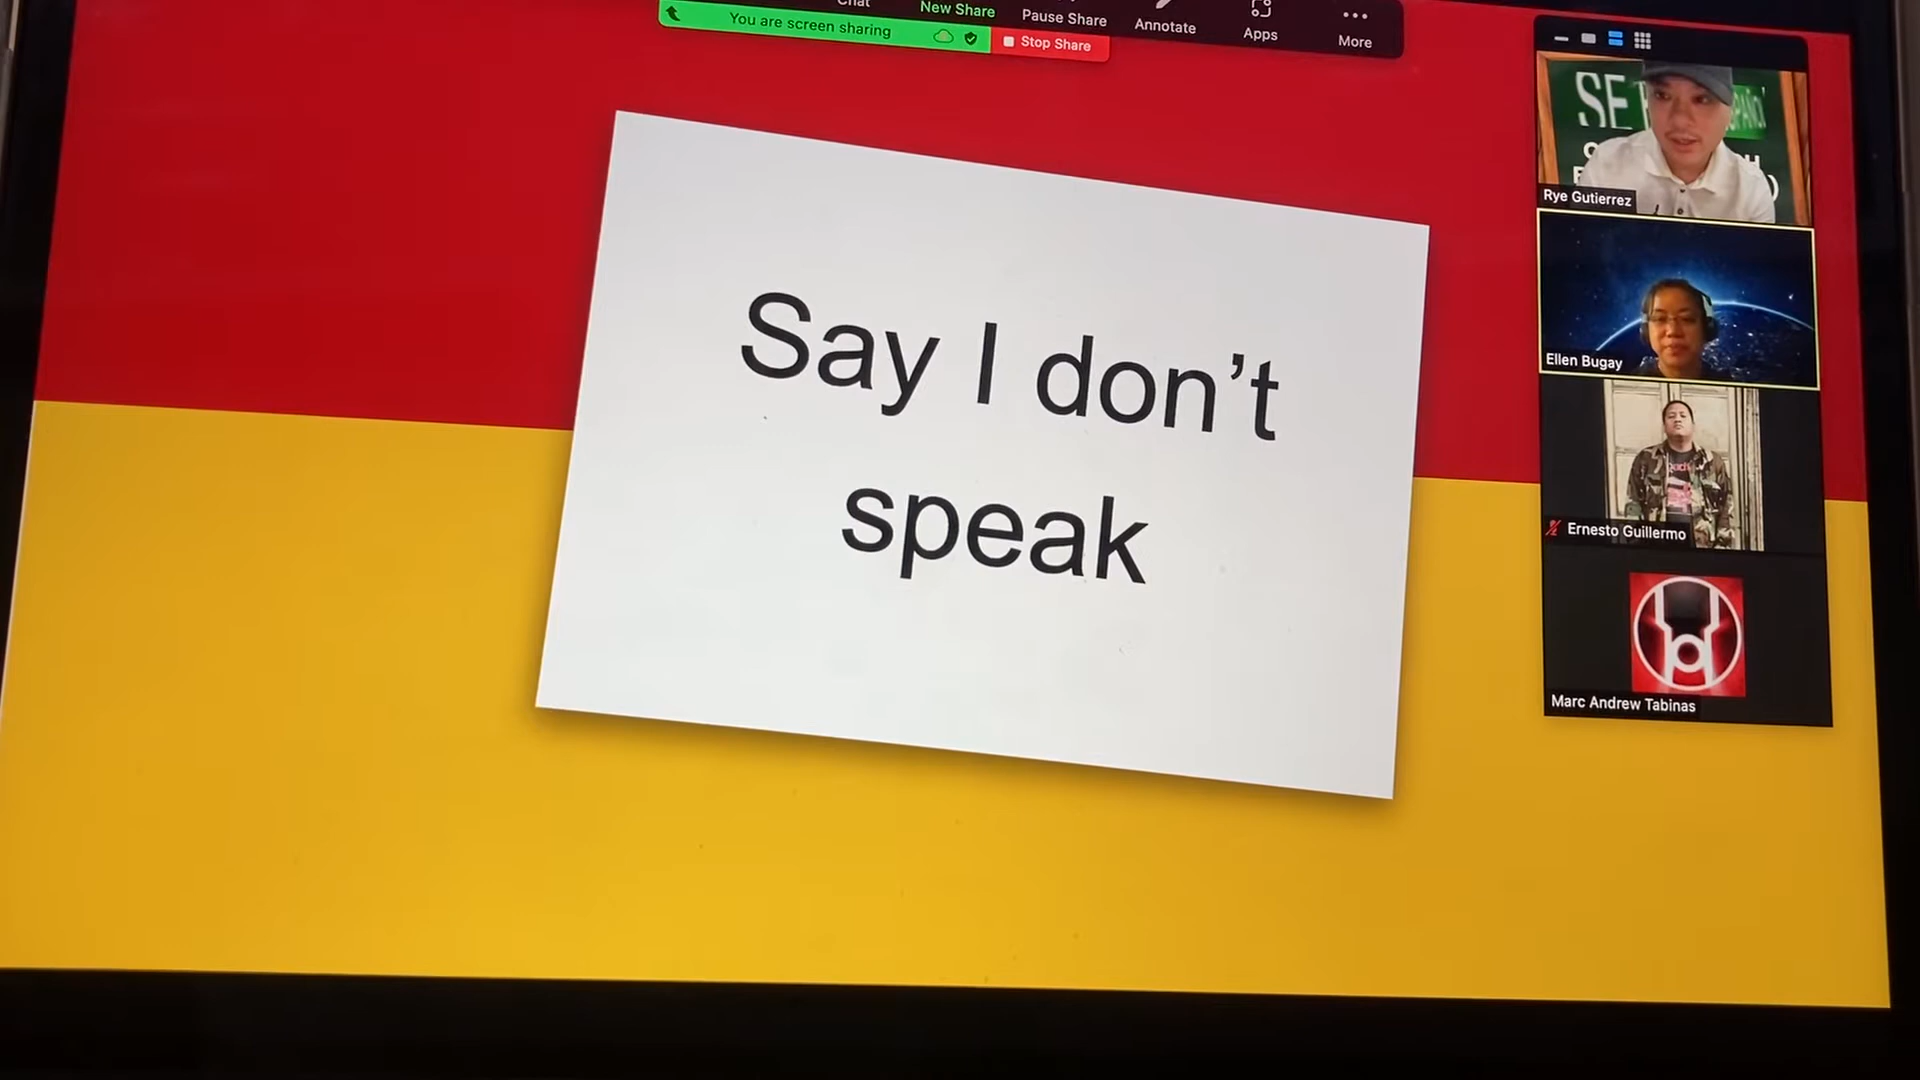 Chat
New Share
Pause Share
Annotate
Apps
More
You are screen sharing
Stop Share
Say I don’t
speak
SE
Rye Gutierrez
Ellen Bugay
Ernesto Guillermo
Marc Andrew Tabinas